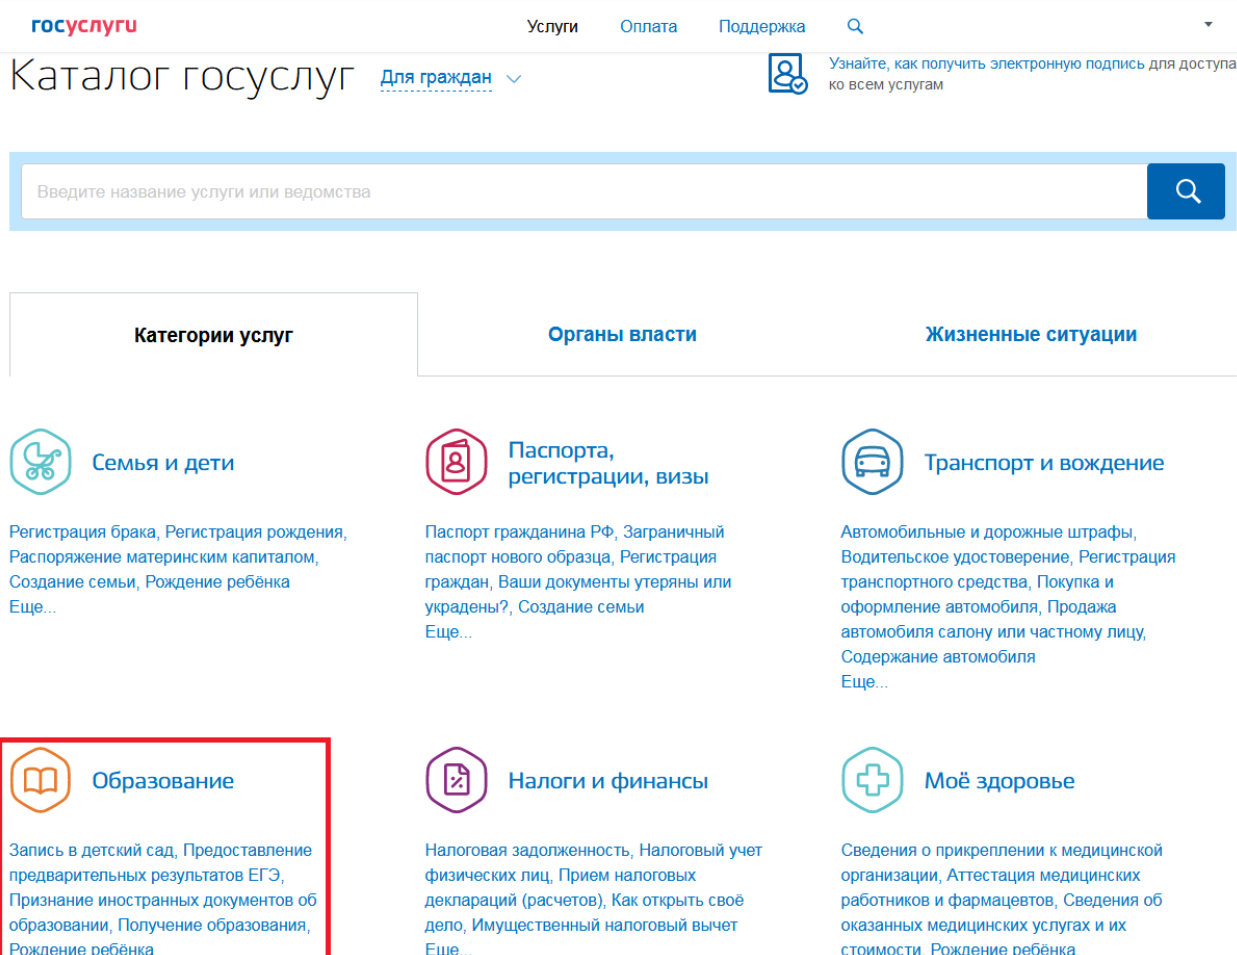 госуслуги
Услуги Оплата Поддержка
Каталог госуслуг Для граждан
Узнайте, как получить электронную подпись для доступа
ко всем услугам
Введите название услуги или ведомства
Категории услуг
Органы власти
Жизненные ситуации
Семья и дети
Регистрация брака, Регистрация рождения,
Распоряжение материнским капиталом,
Создание семьи, Рождение ребёнка
Еще...
Паспорта,
регистрации, визы
Паспорт гражданина РФ, Заграничный
паспорт нового образца, Регистрация
граждан, Ваши документы утеряны или
украдены?, Создание семьи
Еще...
Транспорт и вождение
Автомобильные и дорожные штрафы,
Водительское удостоверение, Регистрация
транспортного средства, Покупка и
оформление автомобиля, Продажа
автомобиля салону или частному лицу,
Содержание автомобиля
Еще...
Образование
Запись в детский сад, Предоставление
предварительных результатов ЕГЭ,
Признание иностранных документов об
образовании, Получение образования,
Рождение ребёнка
Налоги и финансы
Налоговая задолженность, Налоговый учет
физических лиц, Прием налоговых
деклараций (расчетов), Как открыть своё
дело, Имущественный налоговый вычет
Еще...
Моё здоровье
Сведения о прикреплении к медицинской
организации, Аттестация медицинских
работников и фармацевтов, Сведения об
оказанных медицинских услугах и их
стоимости, Рождение ребёнка,